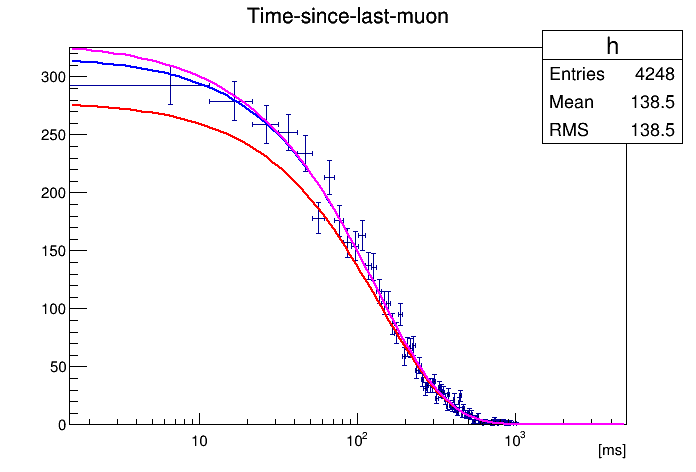 Time-since-last-muon
h
Entries 4248
Mean 138.5
RMS 138.5
300
250
200
150
100
50
0
10 10² 10³
[ms]